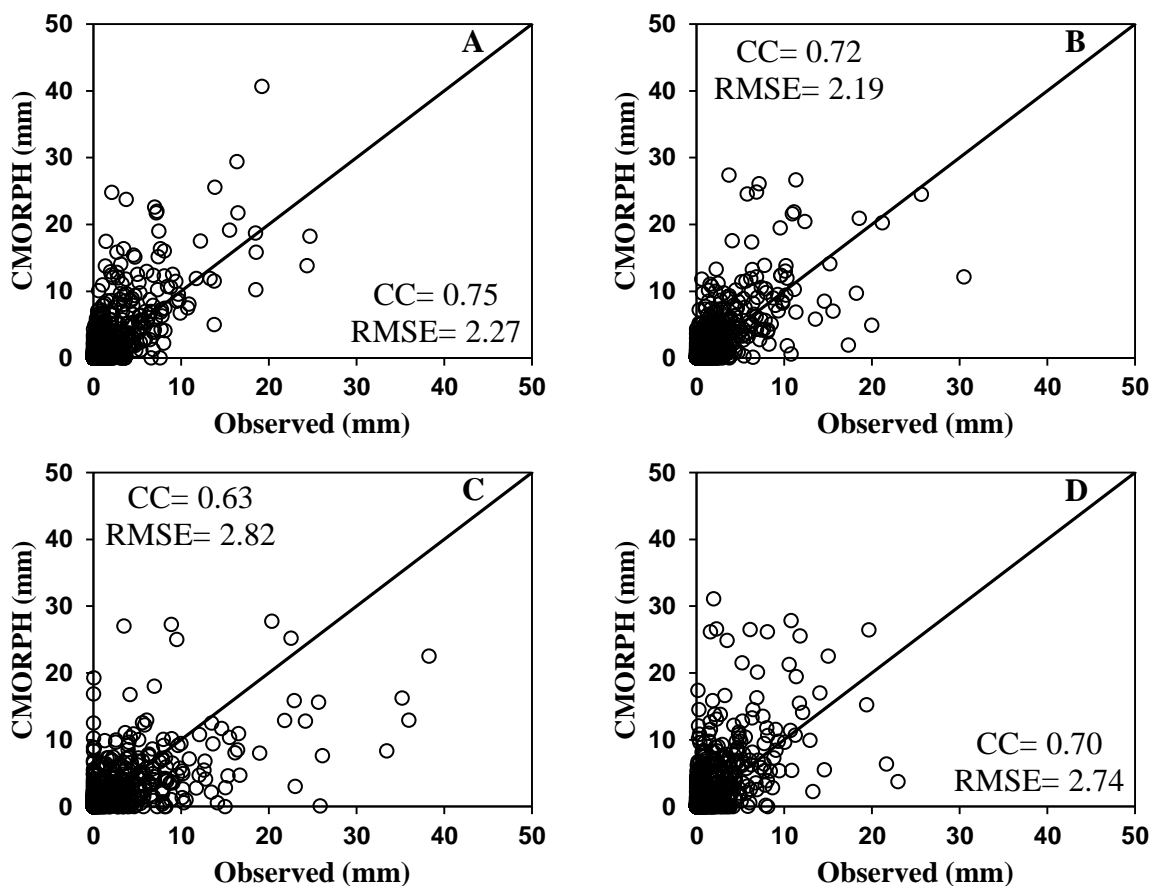 A
50
40
30
20
10
0
CMORPH (mm)
CC= 0.75
RMSE= 2.27
0 10 20 30 40 50
Observed (mm)
B
50
40
30
20
10
0
CMORPH (mm)
CC= 0.72
RMSE= 2.19
0 10 20 30 40 50
Observed (mm)
C
50
40
30
20
10
0
CMORPH (mm)
CC= 0.63
RMSE= 2.82
0 10 20 30 40 50
Observed (mm)
D
50
40
30
20
10
0
CMORPH (mm)
CC= 0.70
RMSE= 2.74
0 10 20 30 40 50
Observed (mm)